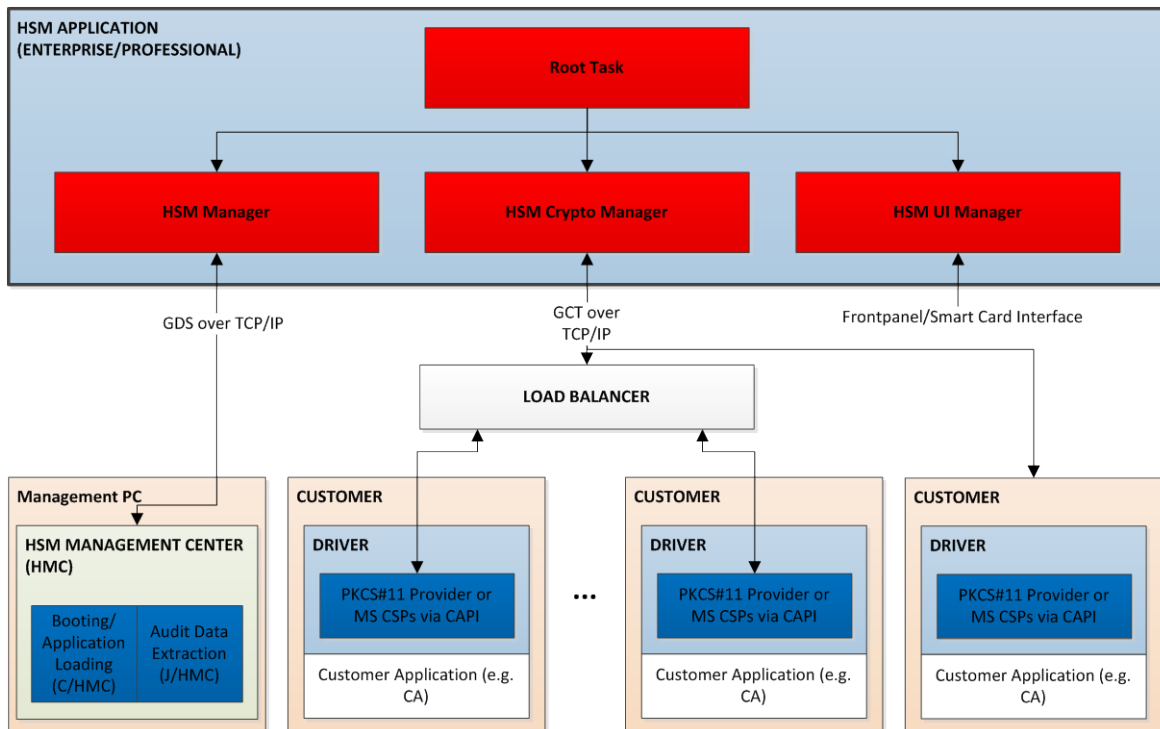 HSM APPLICATION
(ENTERPRISE/PROFESSIONAL)
Root Task
HSM Manager
HSM Crypto Manager
HSM UI Manager
GDS over TCP/IP
GCT over
TCP/IP
Frontpanel/Smart Card Interface
LOAD BALANCER
Management PC
HSM MANAGEMENT CENTER
(HMC)
Booting/
Application
Loading
(C/HMC)
Audit Data
Extraction
(J/HMC)
CUSTOMER
DRIVER
PKCS#11 Provider or
MS CSPs via CAPI
Customer Application (e.g.
CA)
...
CUSTOMER
DRIVER
PKCS#11 Provider or
MS CSPs via CAPI
Customer Application (e.g.
CA)
CUSTOMER
DRIVER
PKCS#11 Provider or
MS CSPs via CAPI
Customer Application (e.g.
CA)